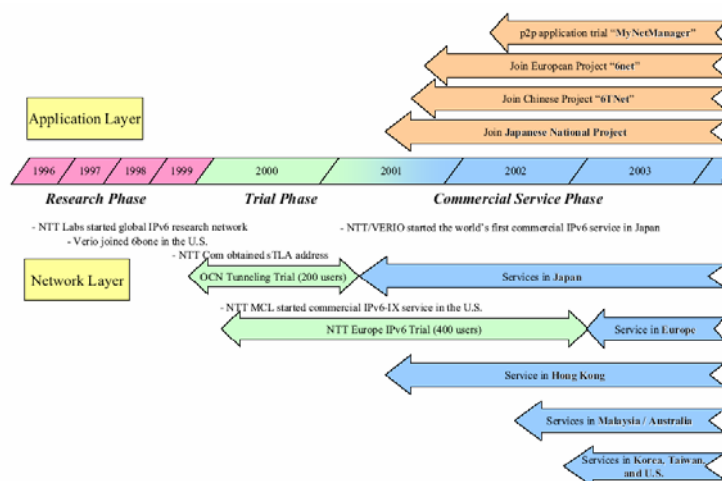 p2p application trial "MyNetManager"
Join European Project "6net"
Join Chinese Project "6TNet"
Application Layer
Join Japanese National Project
1996 1997 1998 1999 2000 2001 2002 2003
Research Phase Trial Phase Commercial Service Phase
- NTT Labs started global IPv6 research network
- NTT/VERIO started the world's first commercial IPv6 service in Japan
- Verio joined 6bone in the U.S.
- NTT Com obtained sTLA address
Network Layer
OCN Tunneling Trial (200 users)
Services in Japan
- NTT MCL started commercial IPv6-IX service in the U.S.
NTT Europe IPv6 Trial (400 users)
Service in Europe
Service in Hong Kong
Services in Malaysia / Australia
Services in Korea, Taiwan,
and U.S.